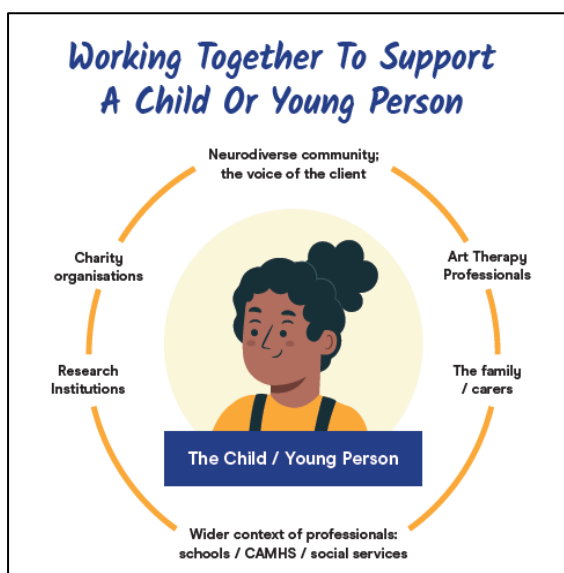 Working Together To Support
A Child Or Young Person
Neurodiverse community;
the voice of the client
Charity
organisations
Art Therapy
Professionals
Research
Institutions
The family
/ carers
The Child / Young Person
Wider context of professionals:
schools / CAMHS / social services